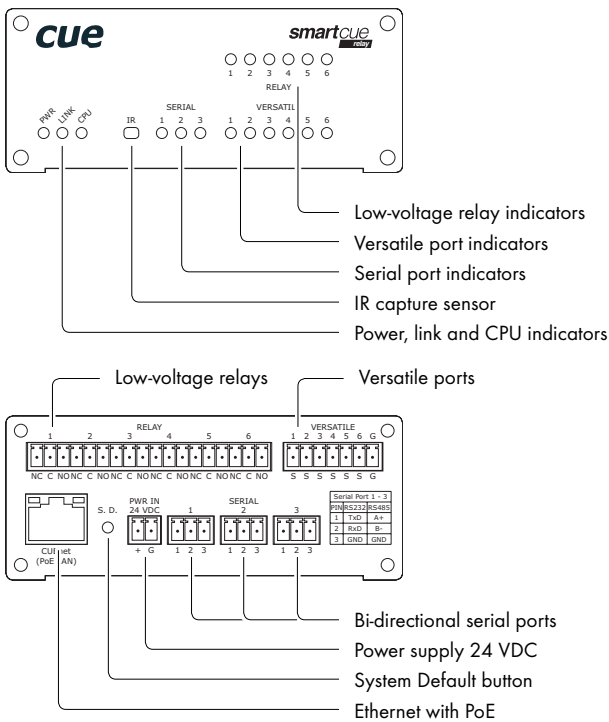 cue
smartcue
relay
1 2 3 4 5 6
RELAY
PWR LINK CPU
IR
SERIAL
1 2 3
VERSATIL
1 2 3 4 5 6
Low-voltage relay indicators
Versatile port indicators
Serial port indicators
IR capture sensor
Power, link and CPU indicators
Low-voltage relays
Versatile ports
RELAY
1 2 3 4 5 6
NC C NO NC C NO NC C NO NC C NO NC C NO NC C NO
VERSATILE
1 2 3 4 5 6 G
S S S S S S G
CUEnet
(PoE LAN)
S. D.
PWR IN
24 VDC
+ G
SERIAL
1 2 3
1 2 3 1 2 3 1 2 3
Serial Port 1 - 3
PIN RS232 RS485
1 TxD A+
2 RxD B-
3 GND GND
Bi-directional serial ports
Power supply 24 VDC
System Default button
Ethernet with PoE